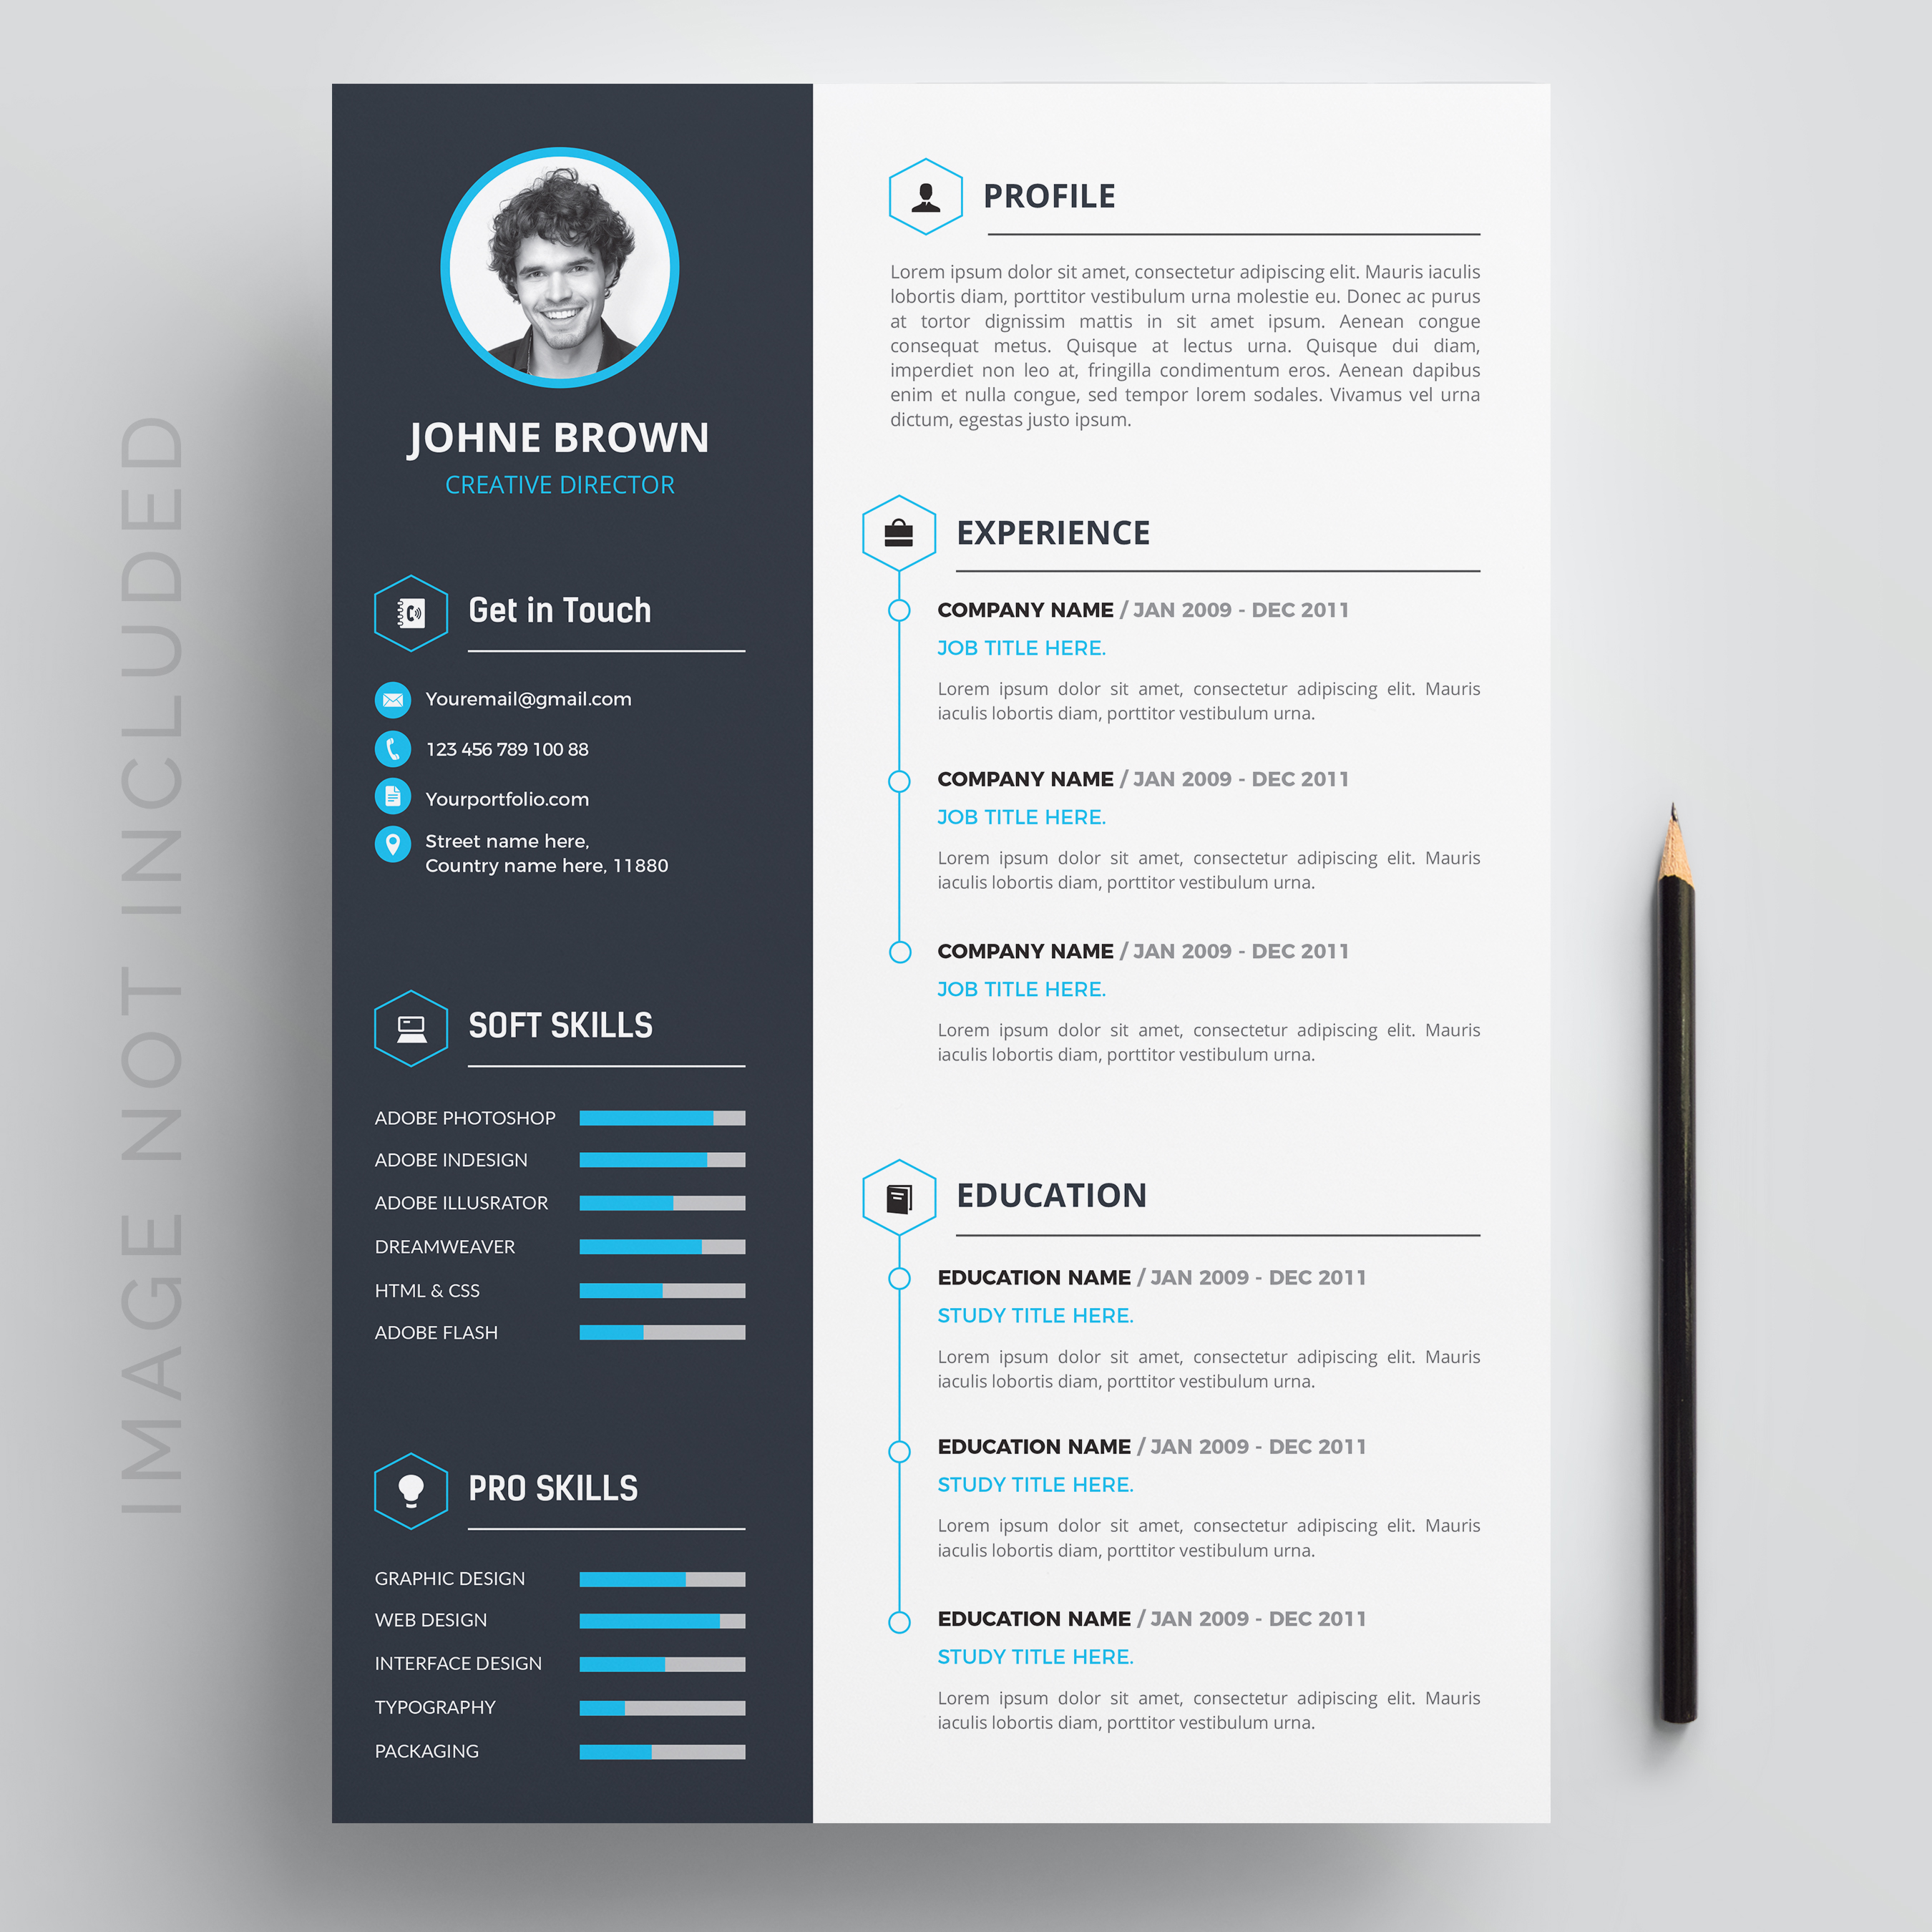 IMAGE NOT INCLUDED
JOHNE BROWN
CREATIVE DIRECTOR
Get in Touch
Youremail@gmail.com
123 456 789 100 88
Yourportfolio.com
Street name here,
Country name here, 11880
SOFT SKILLS
ADOBE PHOTOSHOP
ADOBE INDESIGN
ADOBE ILLUSRATOR
DREAMWEAVER
HTML & CSS
ADOBE FLASH
PRO SKILLS
GRAPHIC DESIGN
WEB DESIGN
INTERFACE DESIGN
TYPOGRAPHY
PACKAGING
PROFILE
Lorem ipsum dolor sit amet, consectetur adipiscing elit. Mauris iaculis
lobortis diam, porttitor vestibulum urna molestie eu. Donec ac purus
at tortor dignissim mattis in sit amet ipsum. Aenean congue
consequat metus. Quisque at lectus urna. Quisque dui diam,
imperdiet non leo at, fringilla condimentum eros. Aenean dapibus
enim et nulla congue, sed tempor lorem sodales. Vivamus vel urna
dictum, egestas justo ipsum.
EXPERIENCE
COMPANY NAME / JAN 2009 - DEC 2011
JOB TITLE HERE.
Lorem ipsum dolor sit amet, consectetur adipiscing elit. Mauris
iaculis lobortis diam, porttitor vestibulum urna.
COMPANY NAME / JAN 2009 - DEC 2011
JOB TITLE HERE.
Lorem ipsum dolor sit amet, consectetur adipiscing elit. Mauris
iaculis lobortis diam, porttitor vestibulum urna.
COMPANY NAME / JAN 2009 - DEC 2011
JOB TITLE HERE.
Lorem ipsum dolor sit amet, consectetur adipiscing elit. Mauris
iaculis lobortis diam, porttitor vestibulum urna.
EDUCATION
EDUCATION NAME / JAN 2009 - DEC 2011
STUDY TITLE HERE.
Lorem ipsum dolor sit amet, consectetur adipiscing elit. Mauris
iaculis lobortis diam, porttitor vestibulum urna.
EDUCATION NAME / JAN 2009 - DEC 2011
STUDY TITLE HERE.
Lorem ipsum dolor sit amet, consectetur adipiscing elit. Mauris
iaculis lobortis diam, porttitor vestibulum urna.
EDUCATION NAME / JAN 2009 - DEC 2011
STUDY TITLE HERE.
Lorem ipsum dolor sit amet, consectetur adipiscing elit. Mauris
iaculis lobortis diam, porttitor vestibulum urna.